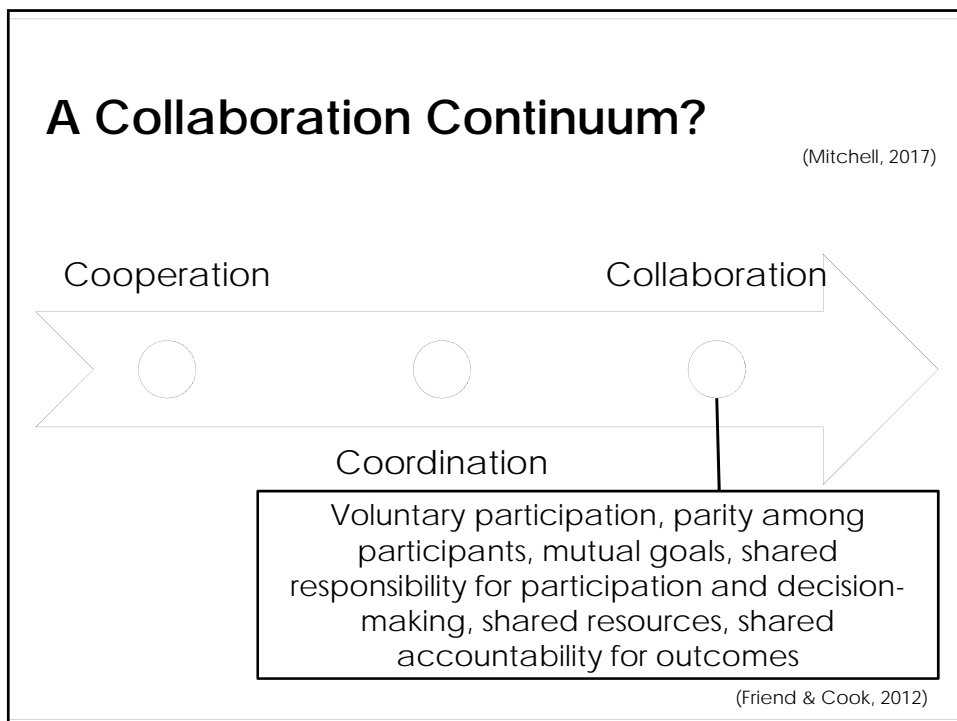 A Collaboration Continuum?
(Mitchell, 2017)
Cooperation
Collaboration
Coordination
Voluntary participation, parity among
participants, mutual goals, shared
responsibility for participation and decision-
making, shared resources, shared
accountability for outcomes
(Friend & Cook, 2012)